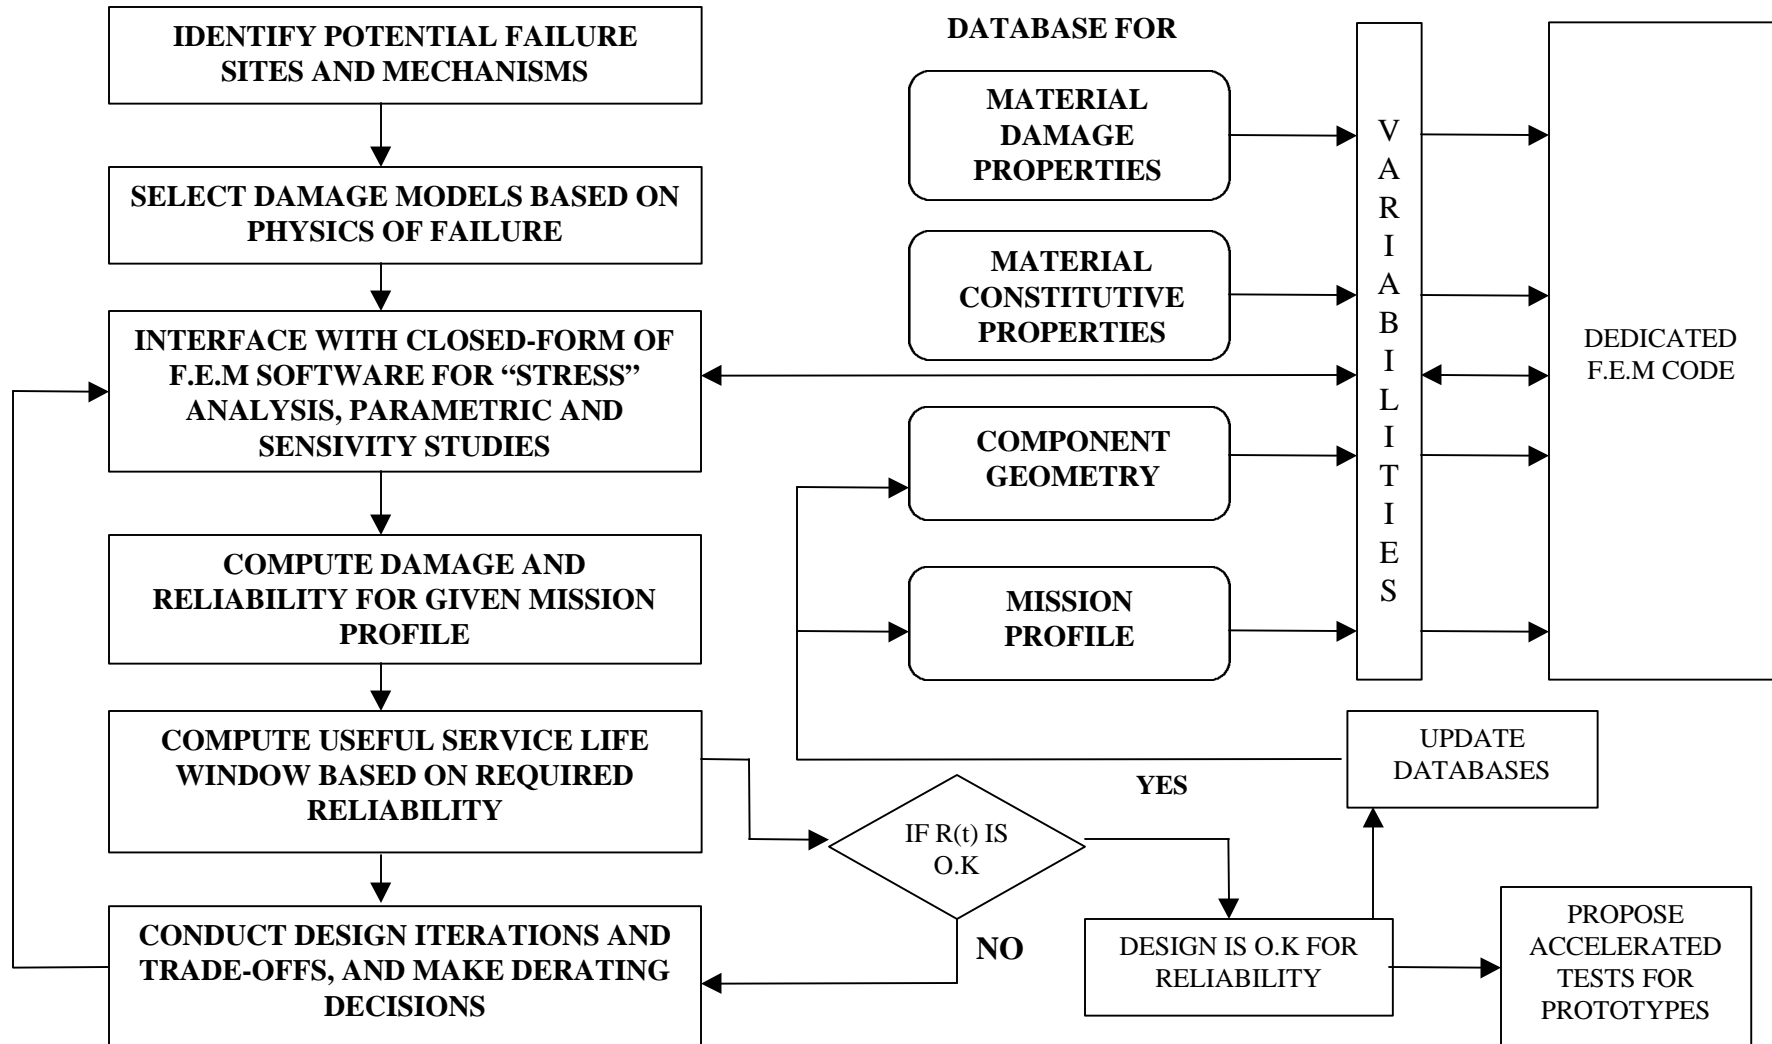 IDENTIFY POTENTIAL FAILURE
SITES AND MECHANISMS
SELECT DAMAGE MODELS BASED ON
PHYSICS OF FAILURE
INTERFACE WITH CLOSED-FORM OF
F.E.M SOFTWARE FOR “STRESS”
ANALYSIS, PARAMETRIC AND
SENSIVITY STUDIES
COMPUTE DAMAGE AND
RELIABILITY FOR GIVEN MISSION
PROFILE
COMPUTE USEFUL SERVICE LIFE
WINDOW BASED ON REQUIRED
RELIABILITY
CONDUCT DESIGN ITERATIONS AND
TRADE-OFFS, AND MAKE DERATING
DECISIONS
DATABASE FOR
MATERIAL
DAMAGE
PROPERTIES
MATERIAL
CONSTITUTIVE
PROPERTIES
COMPONENT
GEOMETRY
MISSION
PROFILE
V
A
R
I
A
B
I
L
I
T
I
E
S
DEDICATED
F.E.M CODE
UPDATE
DATABASES
YES
IF R(t) IS
O.K
NO
DESIGN IS O.K FOR
RELIABILITY
PROPOSE
ACCELERATED
TESTS FOR
PROTOTYPES